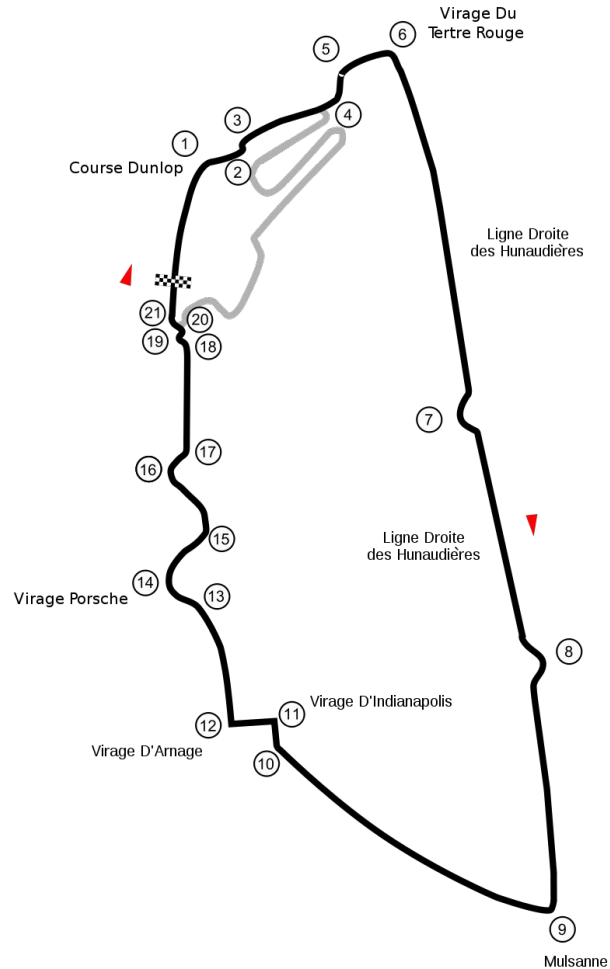 Virage Du
Tertre Rouge
6
5
4
3
1
2
Course Dunlop
Ligne Droite
des Hunaudières
21
20
19
18
7
17
16
15
Ligne Droite
des Hunaudières
14
13
Virage Porsche
8
Virage D'Indianapolis
11
12
Virage D'Arnage
10
9
Mulsanne